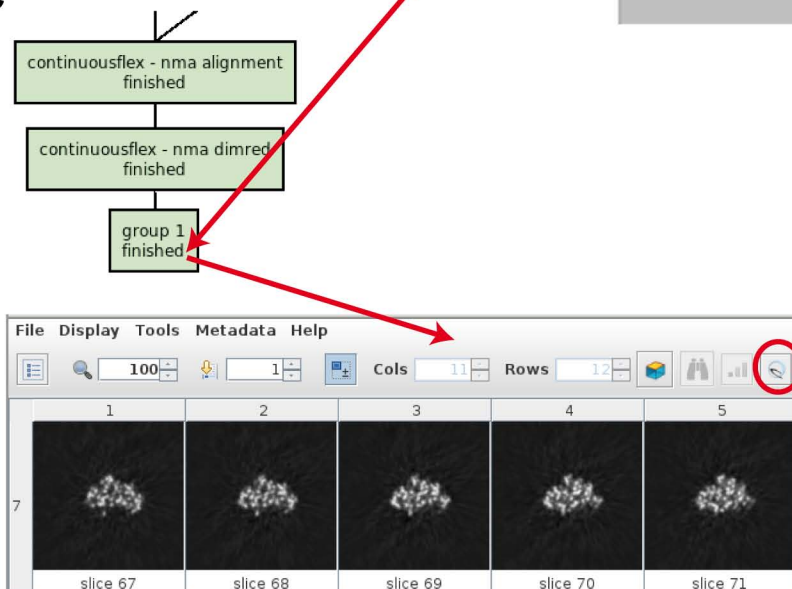 continuousflex - nma alignment
finished
continuousflex - nma dimred
finished
group 1
finished
File Display Tools Metadata Help
100 1 Cols 11 Rows 12
1 2 3 4 5
7
slice 67 slice 68 slice 69 slice 70 slice 71